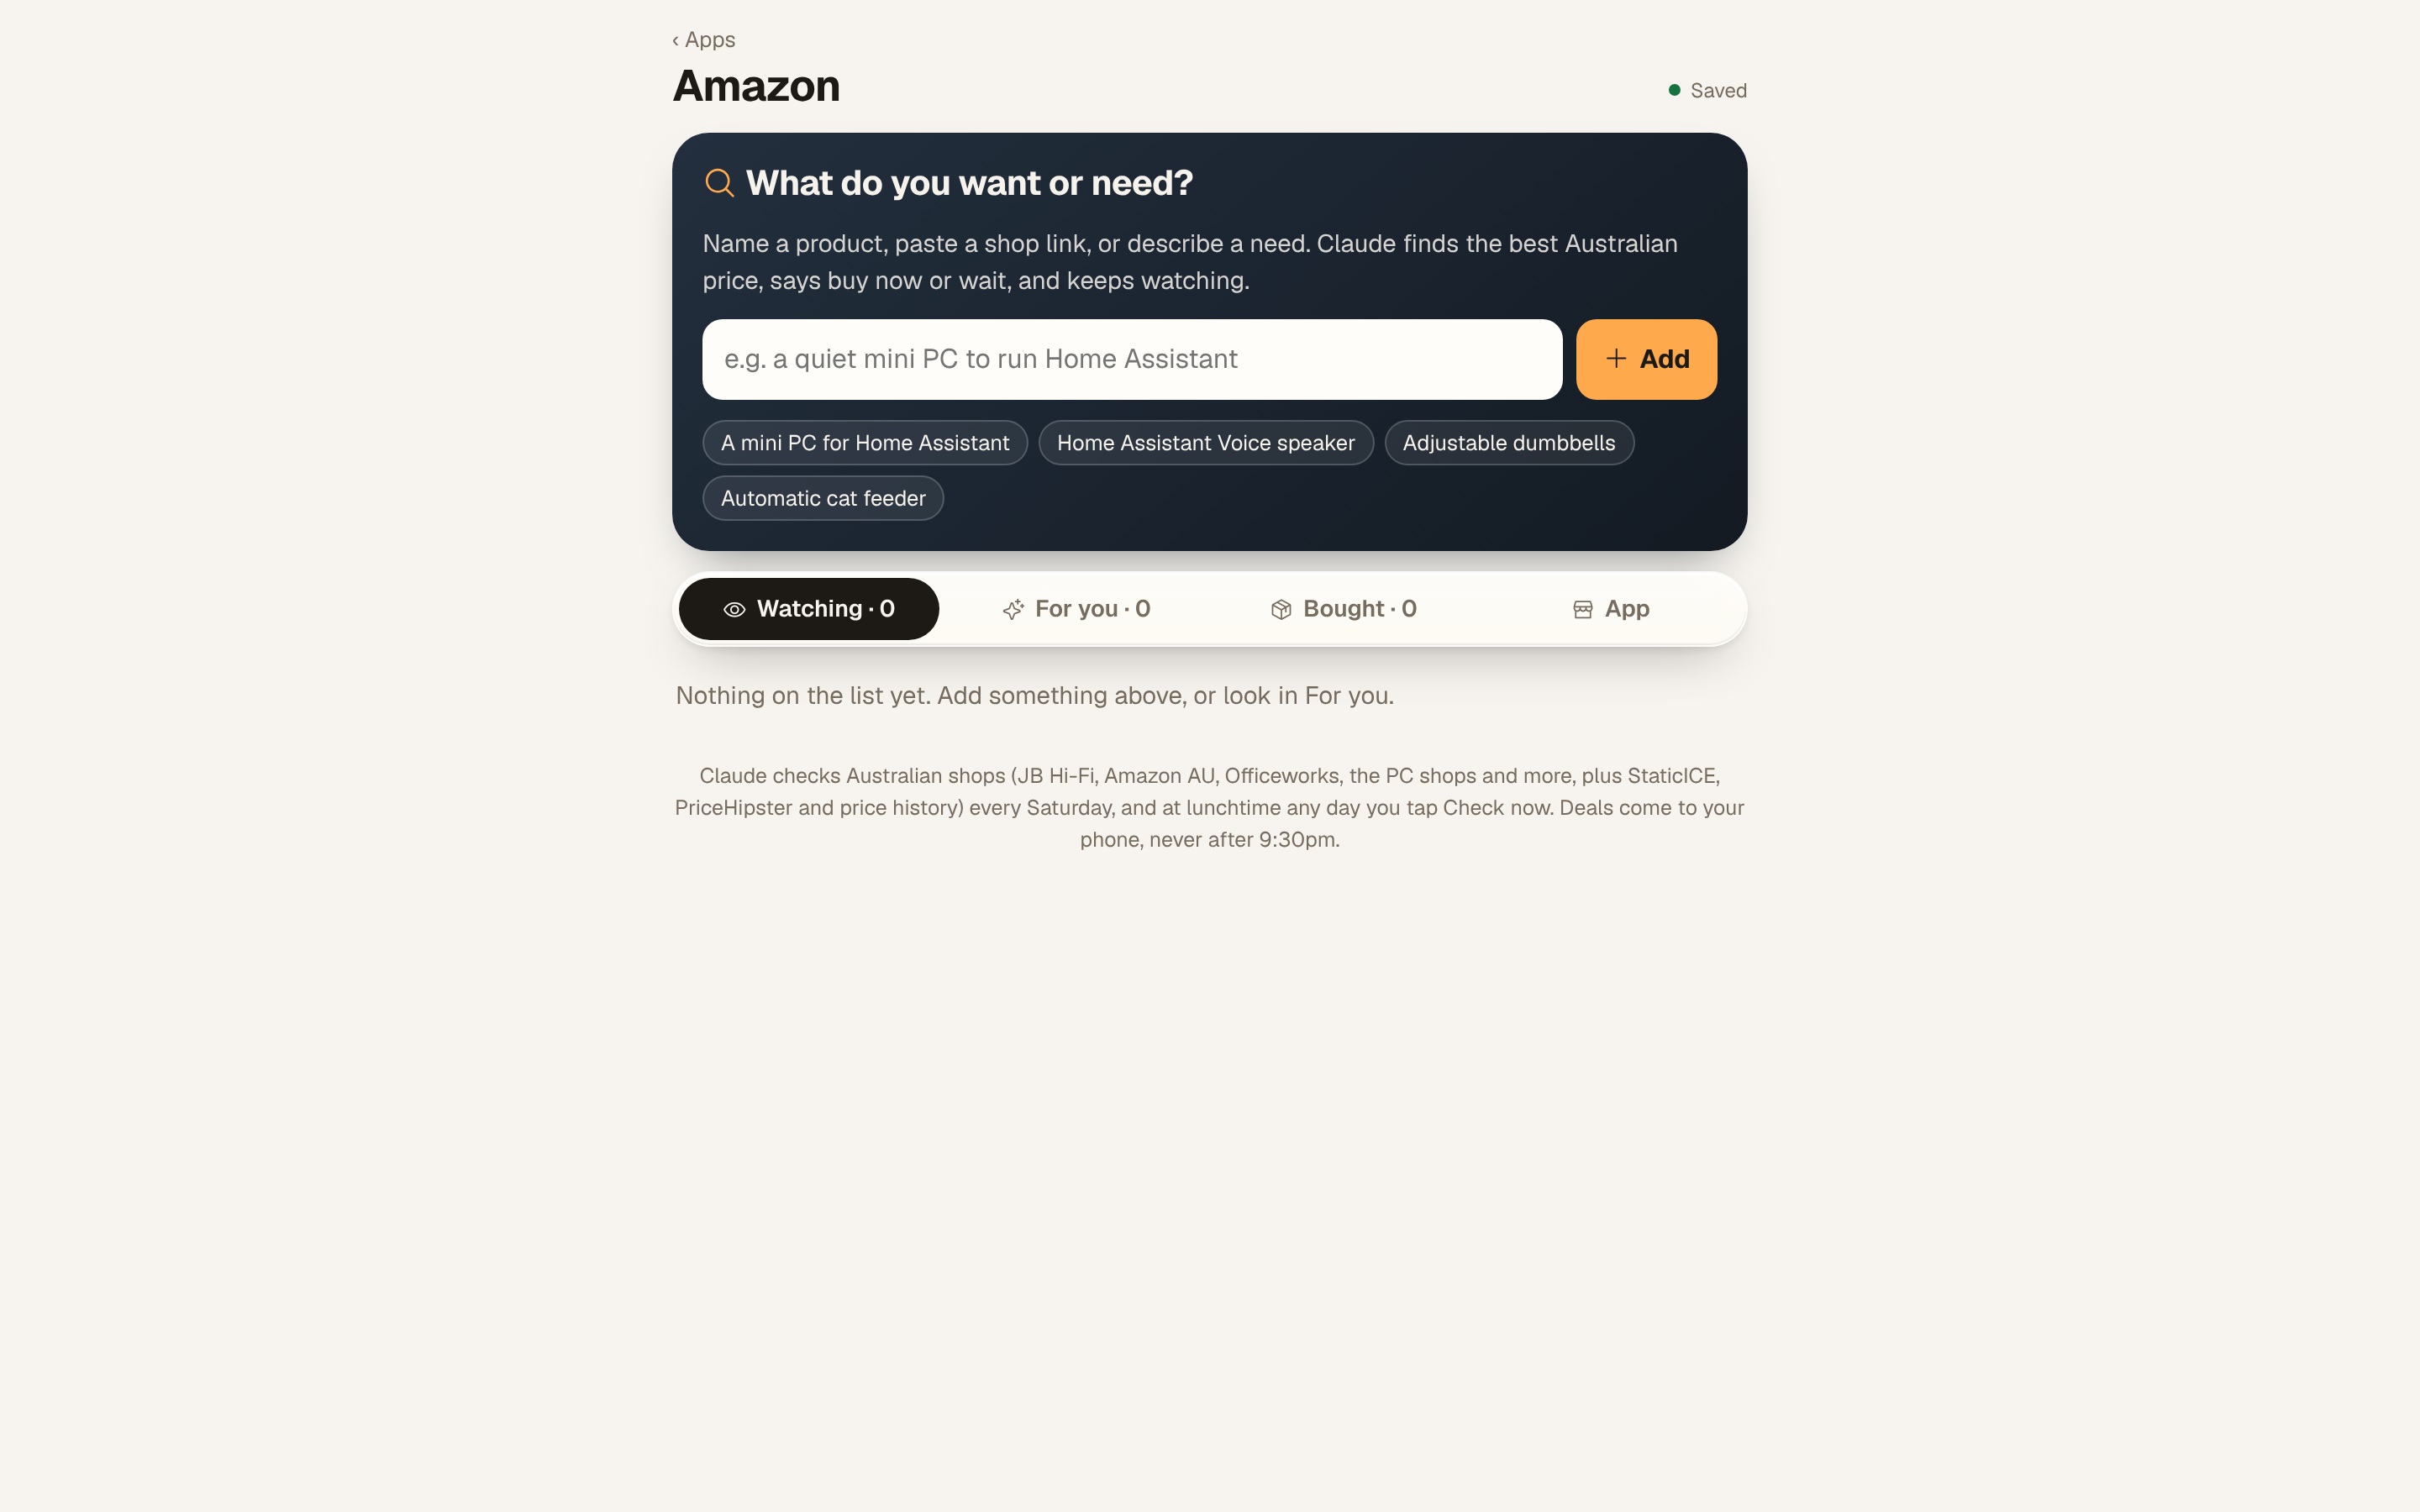 ‹ Apps
Amazon
Saved
What do you want or need?
Name a product, paste a shop link, or describe a need. Claude finds the best Australian
price, says buy now or wait, and keeps watching.
e.g. a quiet mini PC to run Home Assistant
+ Add
A mini PC for Home Assistant
Home Assistant Voice speaker
Adjustable dumbbells
Automatic cat feeder
Watching · 0
For you · 0
Bought · 0
App
Nothing on the list yet. Add something above, or look in For you.
Claude checks Australian shops (JB Hi-Fi, Amazon AU, Officeworks, the PC shops and more, plus StaticICE,
PriceHipster and price history) every Saturday, and at lunchtime any day you tap Check now. Deals come to your
phone, never after 9:30pm.